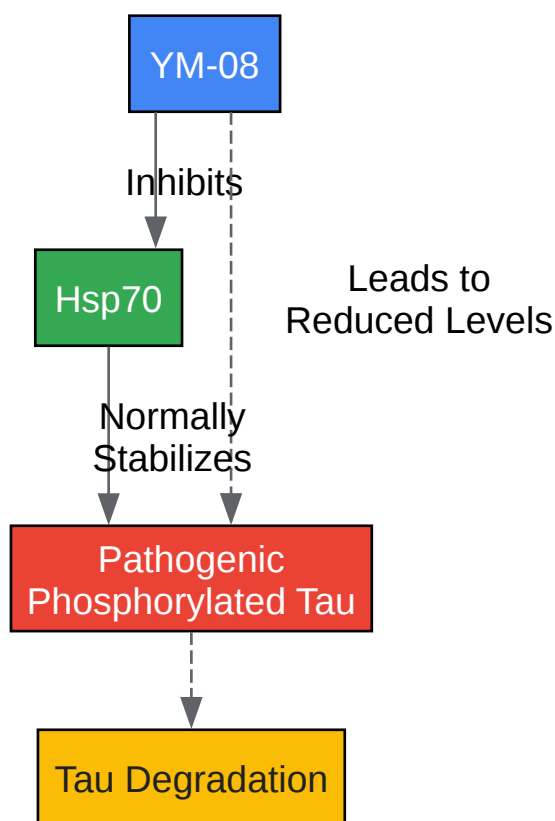 YM-08
Inhibits
Hsp70
Leads to
Reduced Levels
Normally
Stabilizes
Pathogenic
Phosphorylated Tau
Tau Degradation